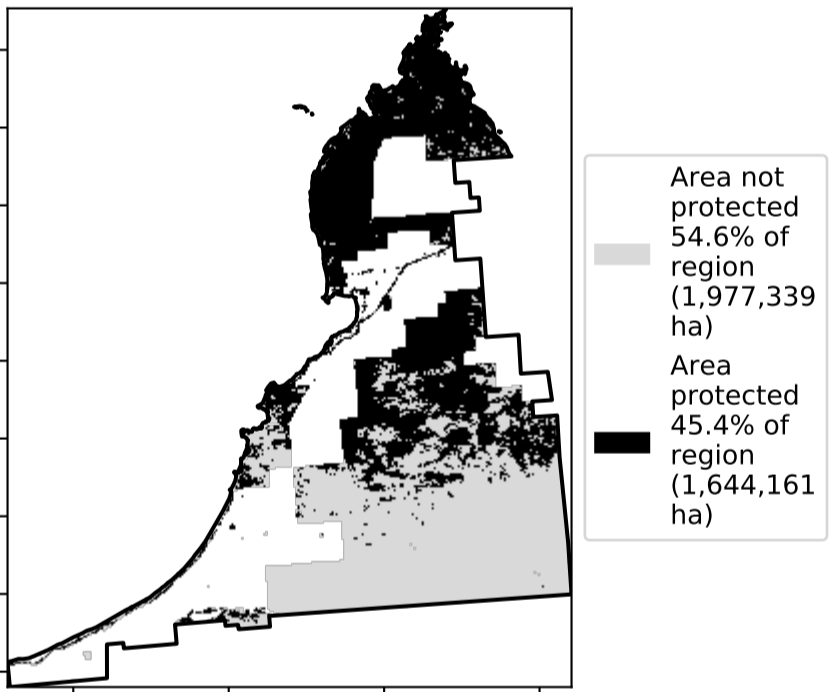 Area not
protected
54.6% of
region
(1,977,339
ha)
Area
protected
45.4% of
region
(1,644,161
ha)